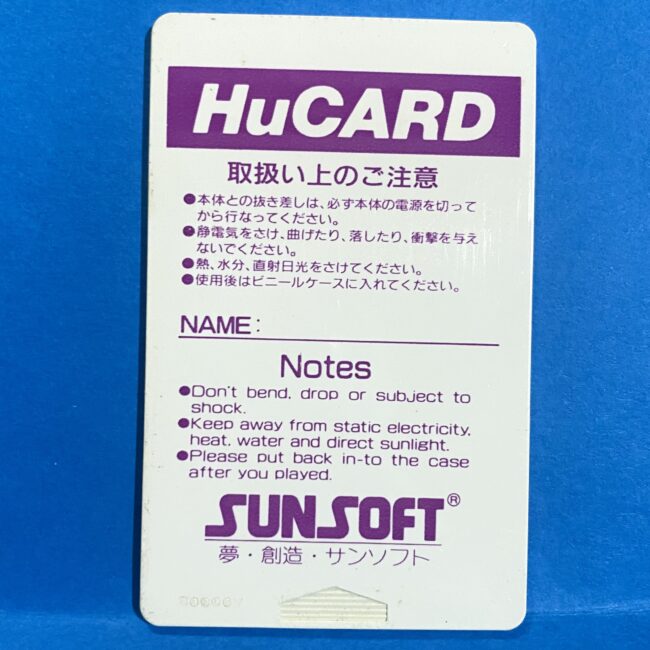 HuCARD
取扱い上のご注意
●本体との抜き差しは、必ず本体の電源を切って
から行なってください。
●静電気をさけ、曲げたり、落したり、衝撃を与え
ないでください。
●熱、水分、直射日光をさけてください。
●使用後はビニールケースに入れてください。
NAME:
Notes
●Don't bend, drop or subject to
shock.
●Keep away from static electricity,
heat, water and direct sunlight.
●Please put back in-to the case
after you played.
SUNSOFT®
夢・創造・サンソフト